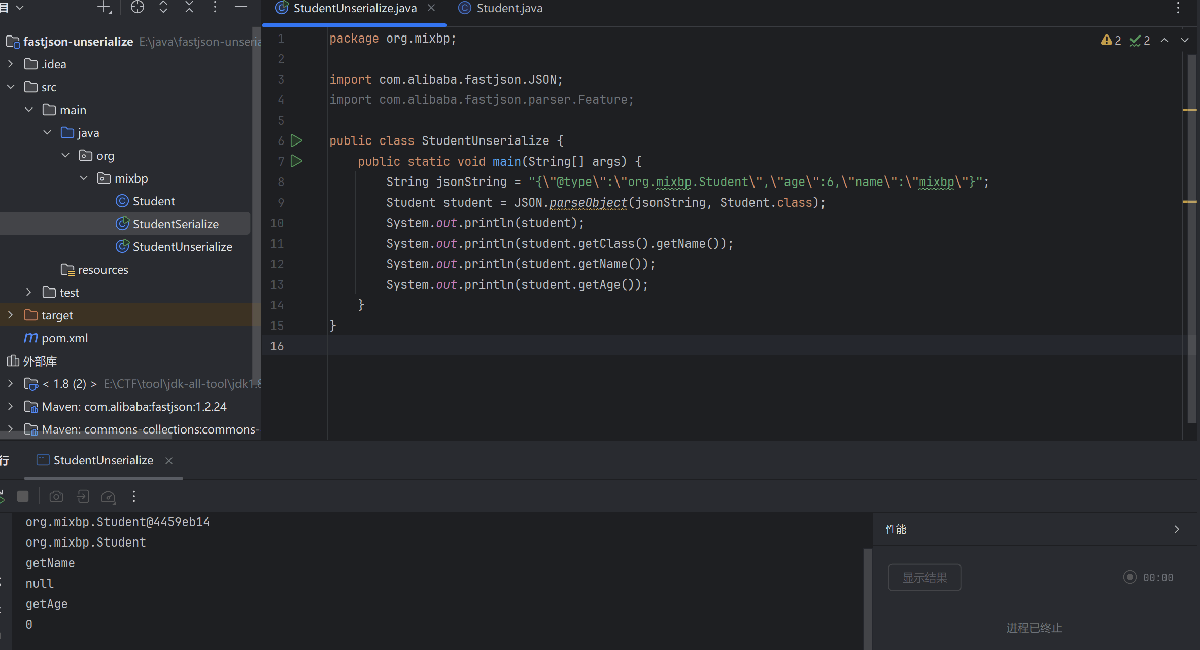 目
StudentUnserialize.java
Student.java
fastjson-unserialize E:\java\fastjson-unseria
.idea
src
main
java
org
mixbp
Student
StudentSerialize
StudentUnserialize
resources
test
target
pom.xml
外部库
< 1.8 (2) > E:\CTF\tool\jdk-all-tool\jdk1.8
Maven: com.alibaba:fastjson:1.2.24
Maven: commons-collections:commons-
2 2
1 package org.mixbp;
2
3 import com.alibaba.fastjson.JSON;
4 import com.alibaba.fastjson.parser.Feature;
5
6 public class StudentUnserialize {
7 public static void main(String[] args) {
8 String jsonString = "{\"@type\":\"org.mixbp.Student\",\"age\":6,\"name\":\"mixbp\"}";
9 Student student = JSON.parseObject(jsonString, Student.class);
10 System.out.println(student);
11 System.out.println(student.getClass().getName());
12 System.out.println(student.getName());
13 System.out.println(student.getAge());
14 }
15 }
16
行
StudentUnserialize
org.mixbp.Student@4459eb14
org.mixbp.Student
getName
null
getAge
0
性能
显示结果
00:00
进程已终止